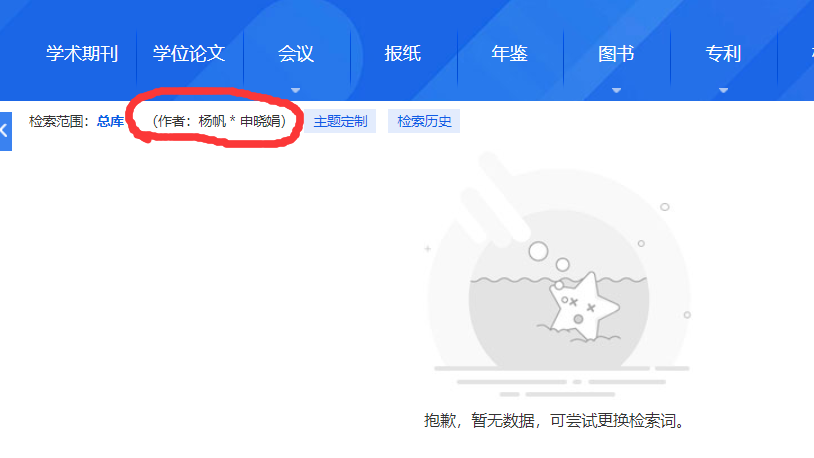 学术期刊 学位论文 会议 报纸 年鉴 图书 专利
检索范围：总库 （作者：杨帆 * 申晓娟） 主题定制 检索历史
抱歉，暂无数据，可尝试更换检索词。